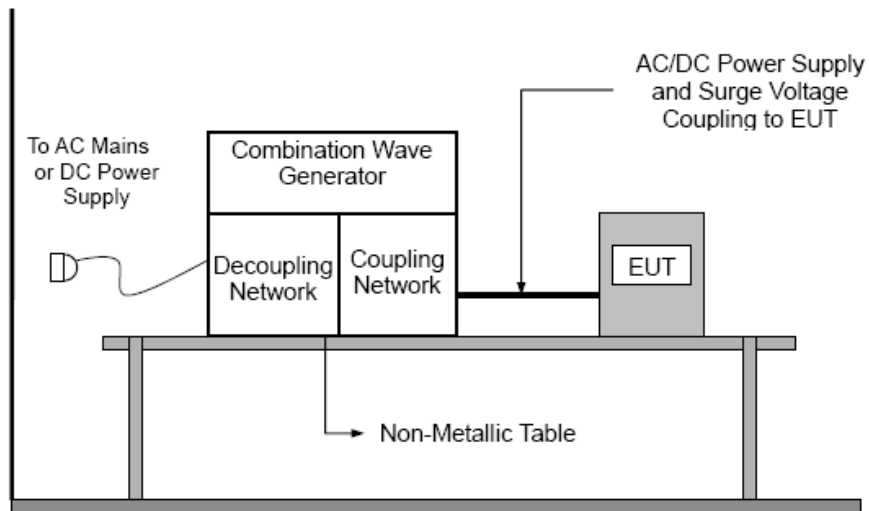 AC/DC Power Supply
and Surge Voltage
Coupling to EUT
To AC Mains
or DC Power
Supply
Combination Wave
Generator
Decoupling
Network
Coupling
Network
EUT
Non-Metallic Table